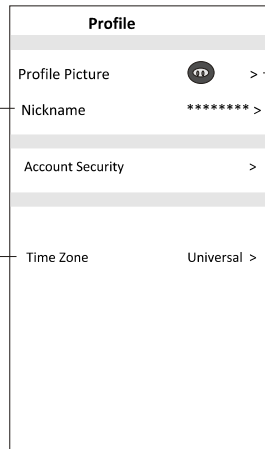 Profile
Profile Picture >
Nickname ******** >
Account Security >
Time Zone Universal >